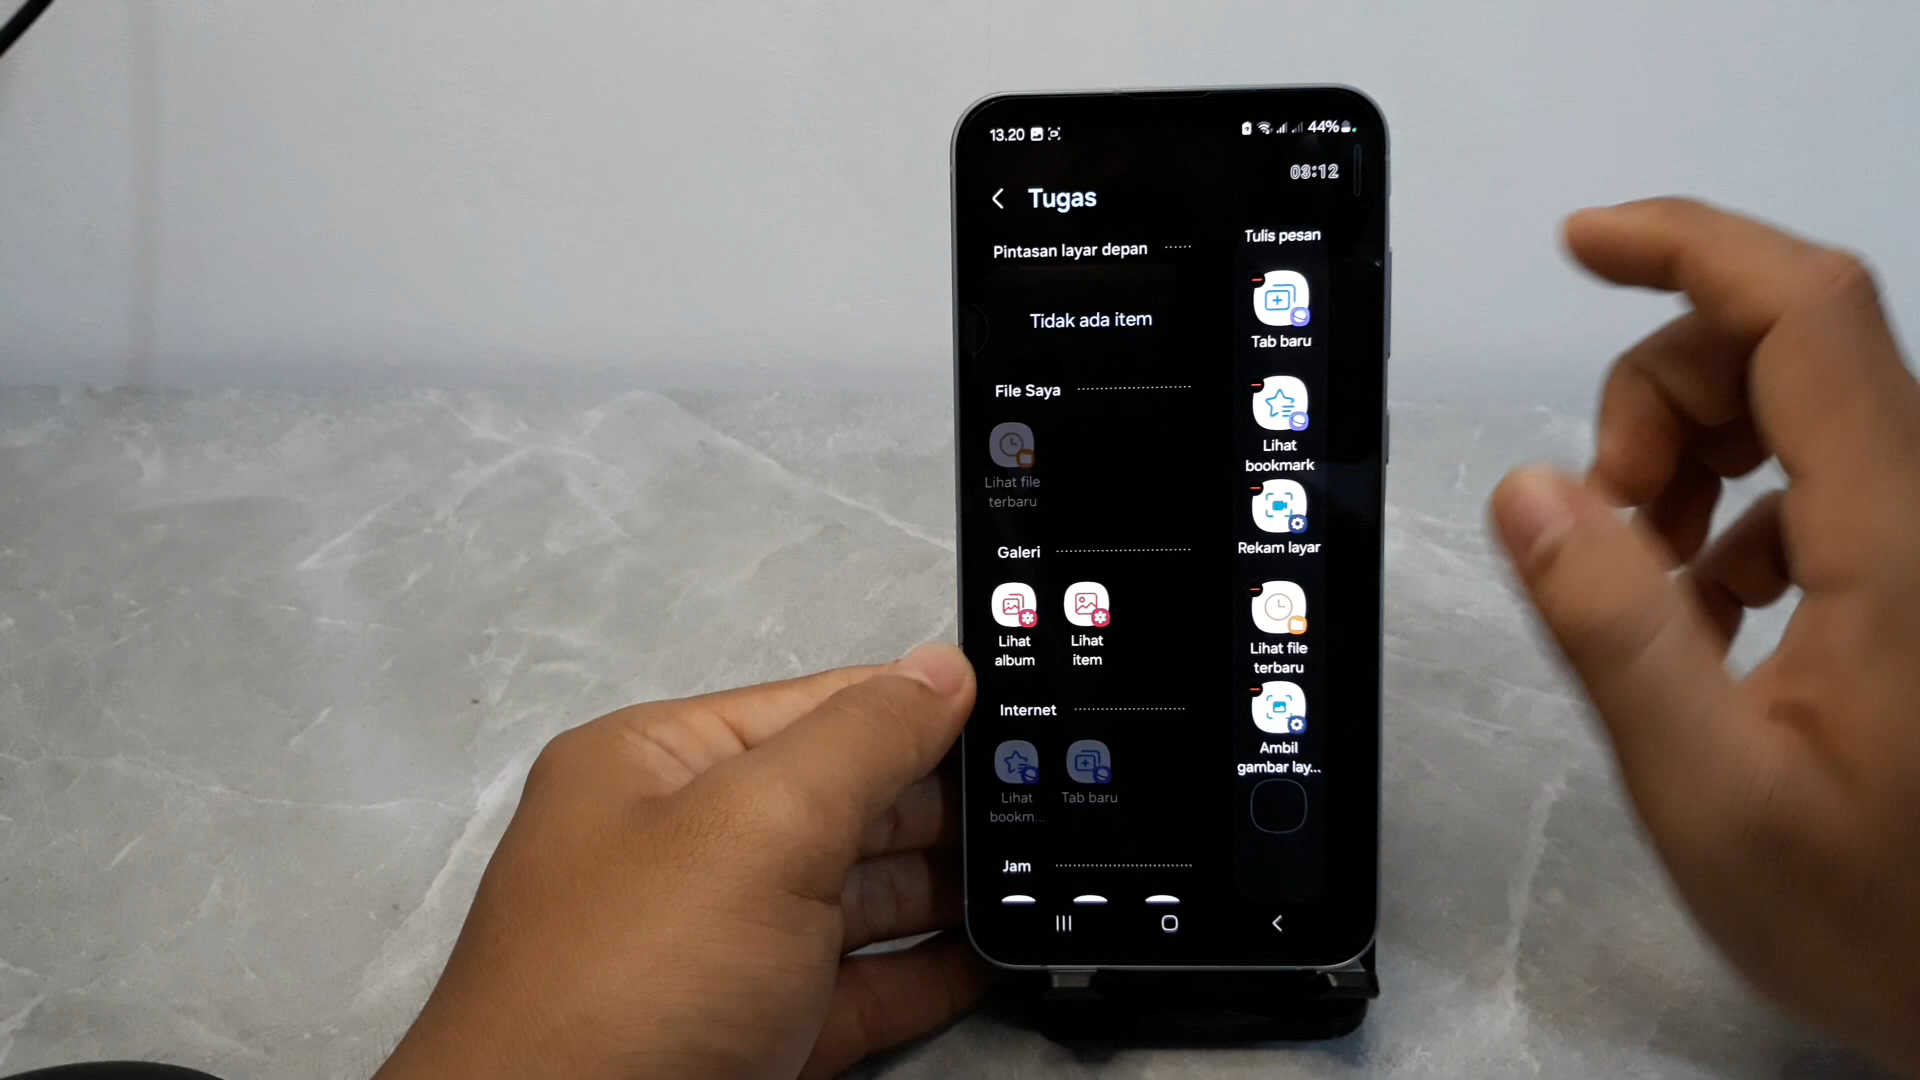 13.20
44%
03:12
Tugas
Pintasan layar depan
Tidak ada item
File Saya
Lihat file
terbaru
Galeri
Lihat
album
Lihat
item
Internet
Lihat
bookm...
Tab baru
Jam
Tulis pesan
Tab baru
Lihat
bookmark
Rekam layar
Lihat file
terbaru
Ambil
gambar lay...